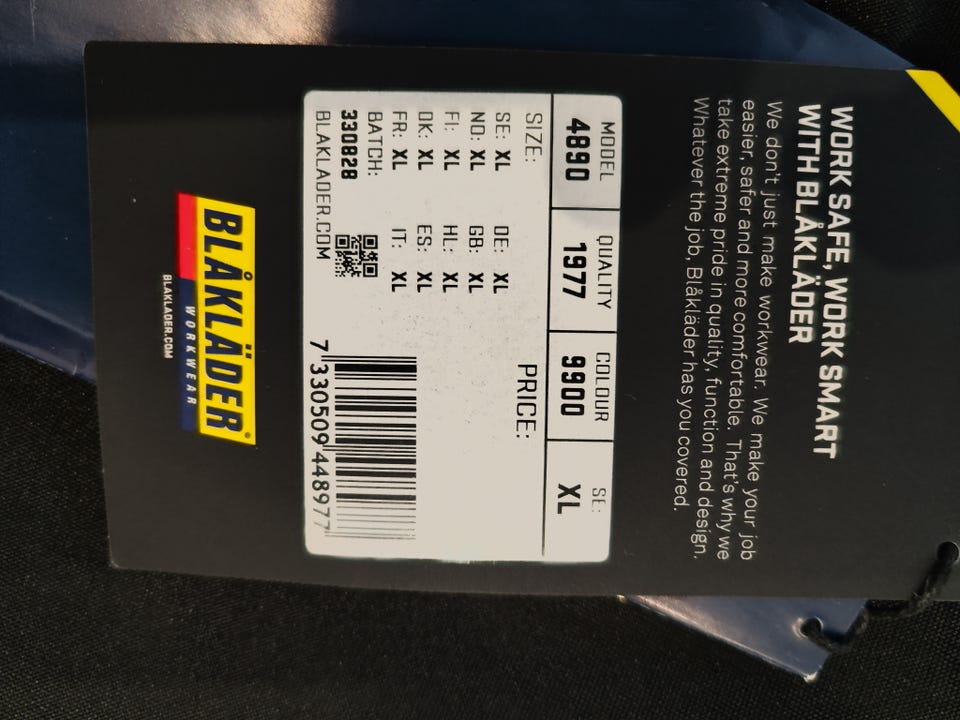 WORK SAFE, WORK SMART
WITH BLÅKLÄDER
We don't just make workwear. We make your job
easier, safer and more comfortable. That's why we
take extreme pride in quality, function and design.
Whatever the job, Blåkläder has you covered.
MODEL QUALITY COLOUR SE:
4890 1977 9900 XL
SIZE: PRICE:
SE: XL DE: XL
NO: XL GB: XL
FI: XL HL: XL
DK: XL ES: XL
FR: XL IT: XL
BATCH:
330828
BLAKLADER.COM
7 330509 448977
BLÅKLÄDER®
WORKWEAR
BLAKLADER.COM